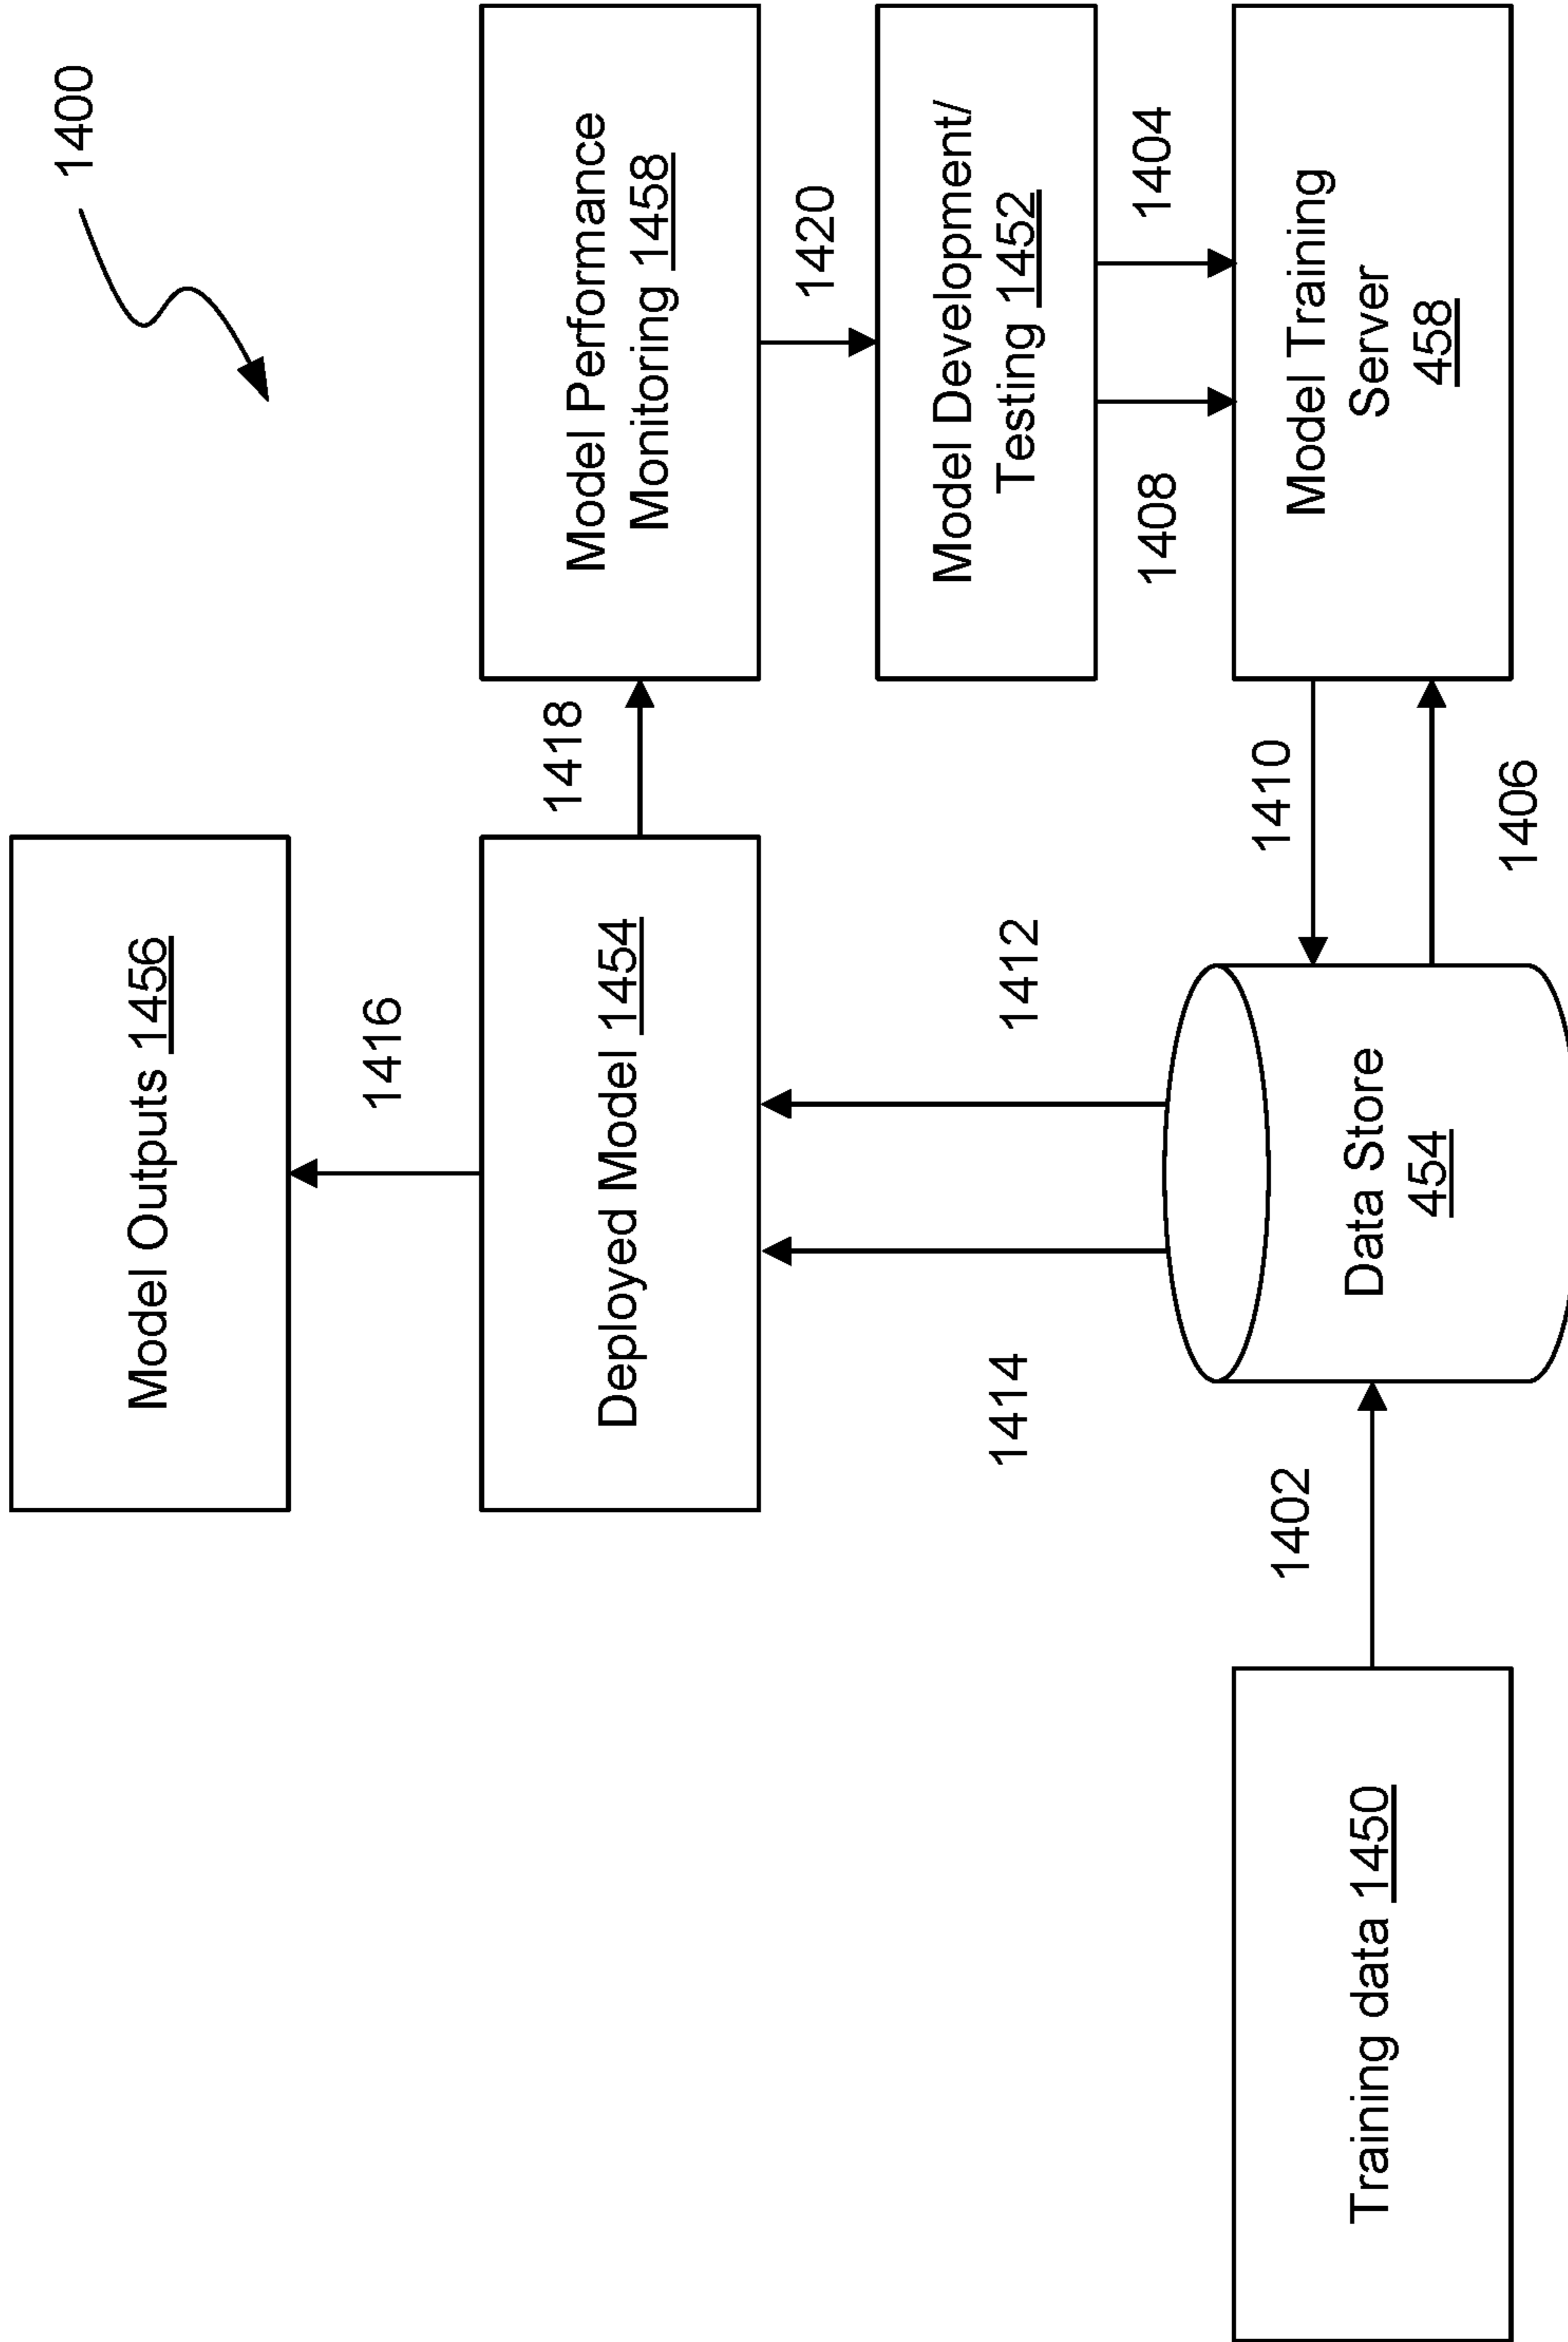 1400
Model Outputs 1456
1416
Deployed Model 1454
1418
Model Performance
Monitoring 1458
1420
Model Development/
Testing 1452
1414
1412
1408
1404
Training data 1450
1402
Data Store
454
1410
1406
Model Training
Server
458